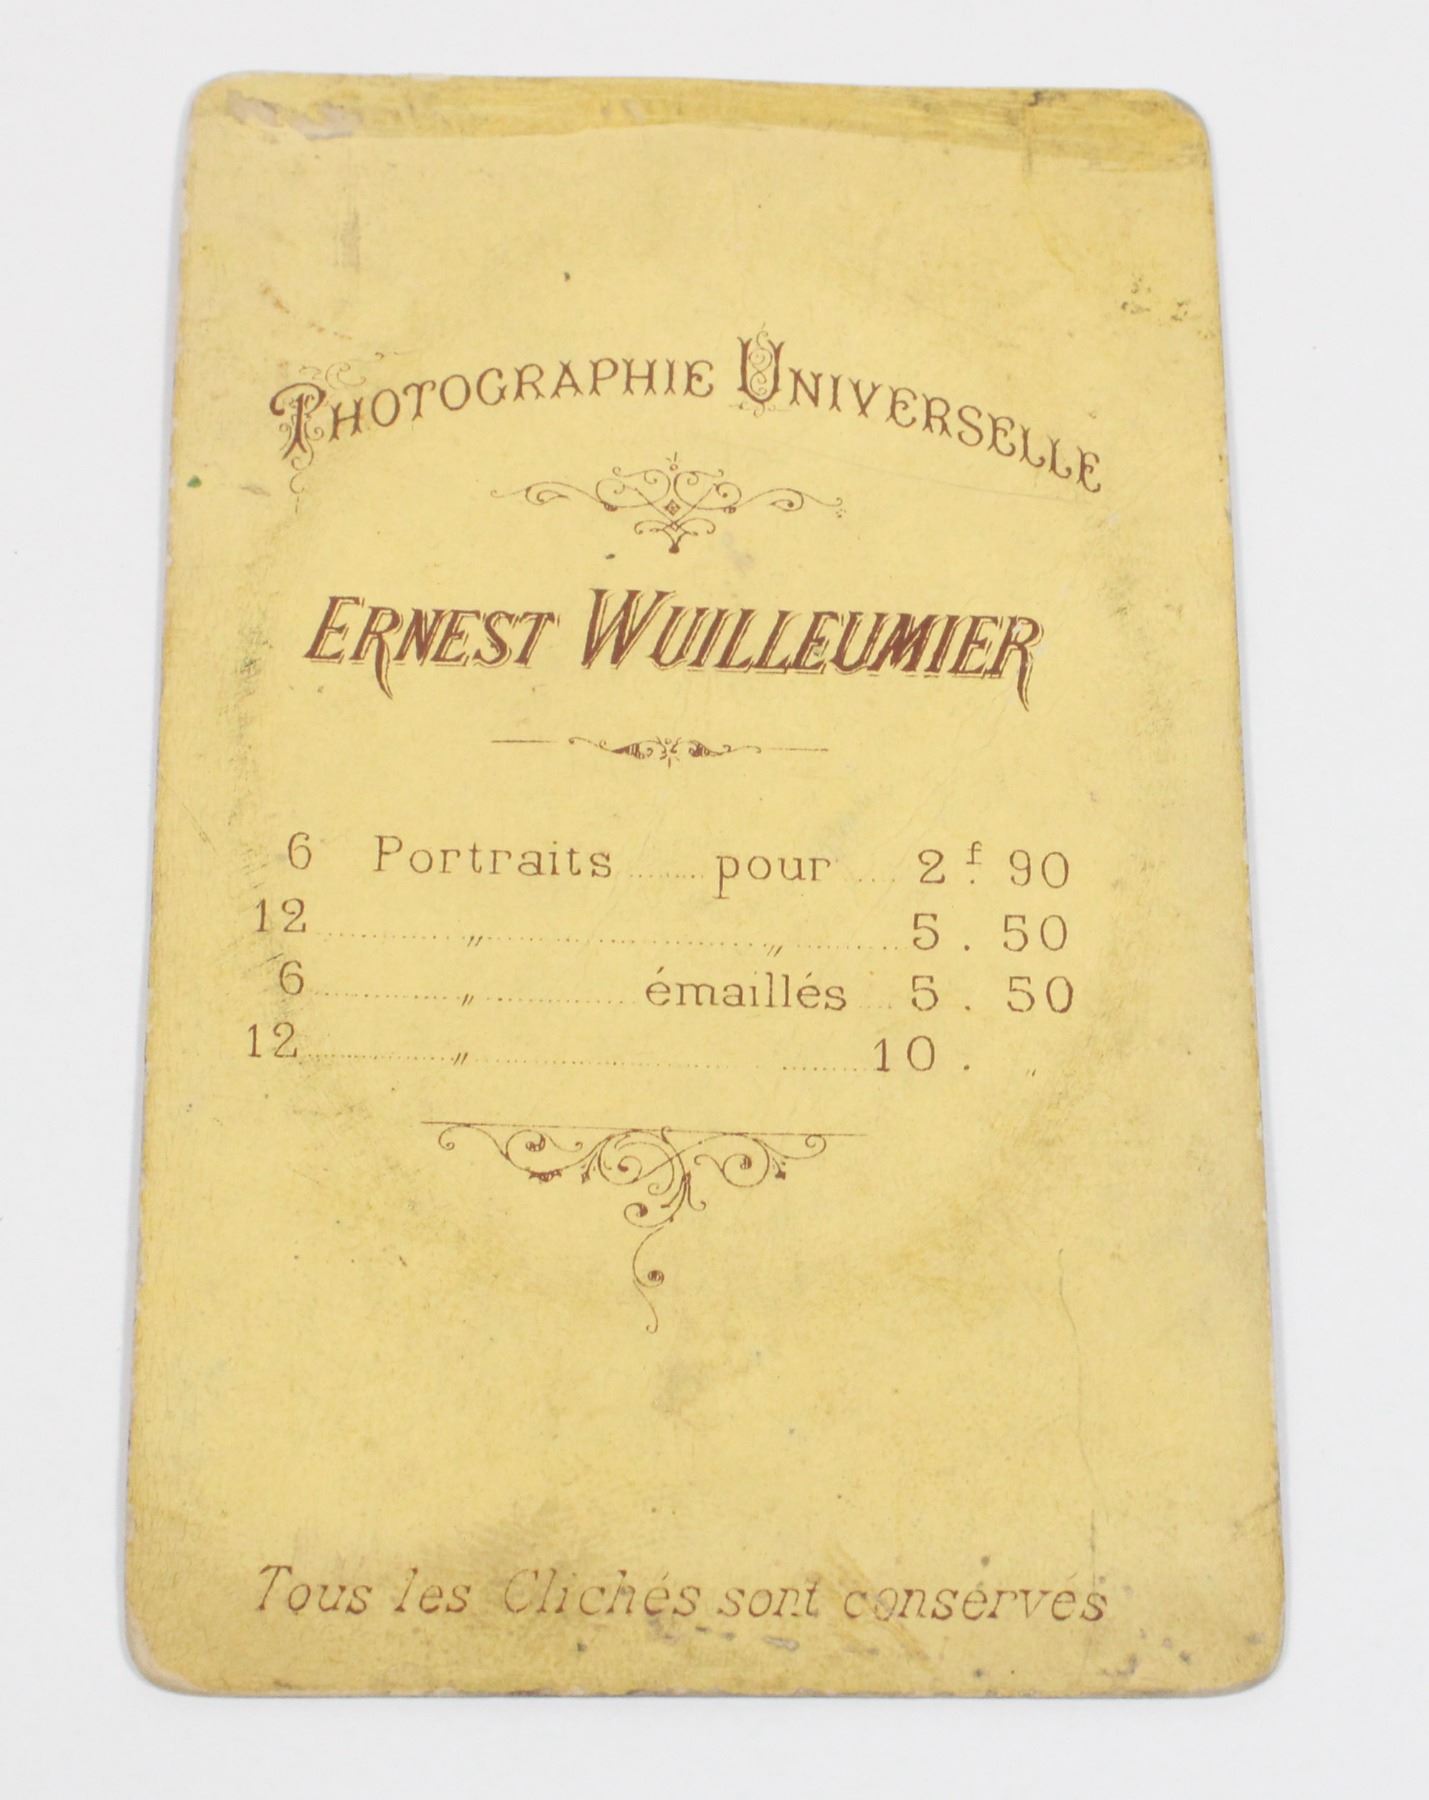 PHOTOGRAPHIE UNIVERSELLE
ERNEST WUILLEUMIER
6 Portraits ........ pour .... 2 f. 90
12 ................ „ ............................ „ ........... 5 . 50
6 ............... „ .............. émaillés .... 5 . 50
12 ................ „ ............................ .......... 10 . „
Tous les Clichés sont conservés